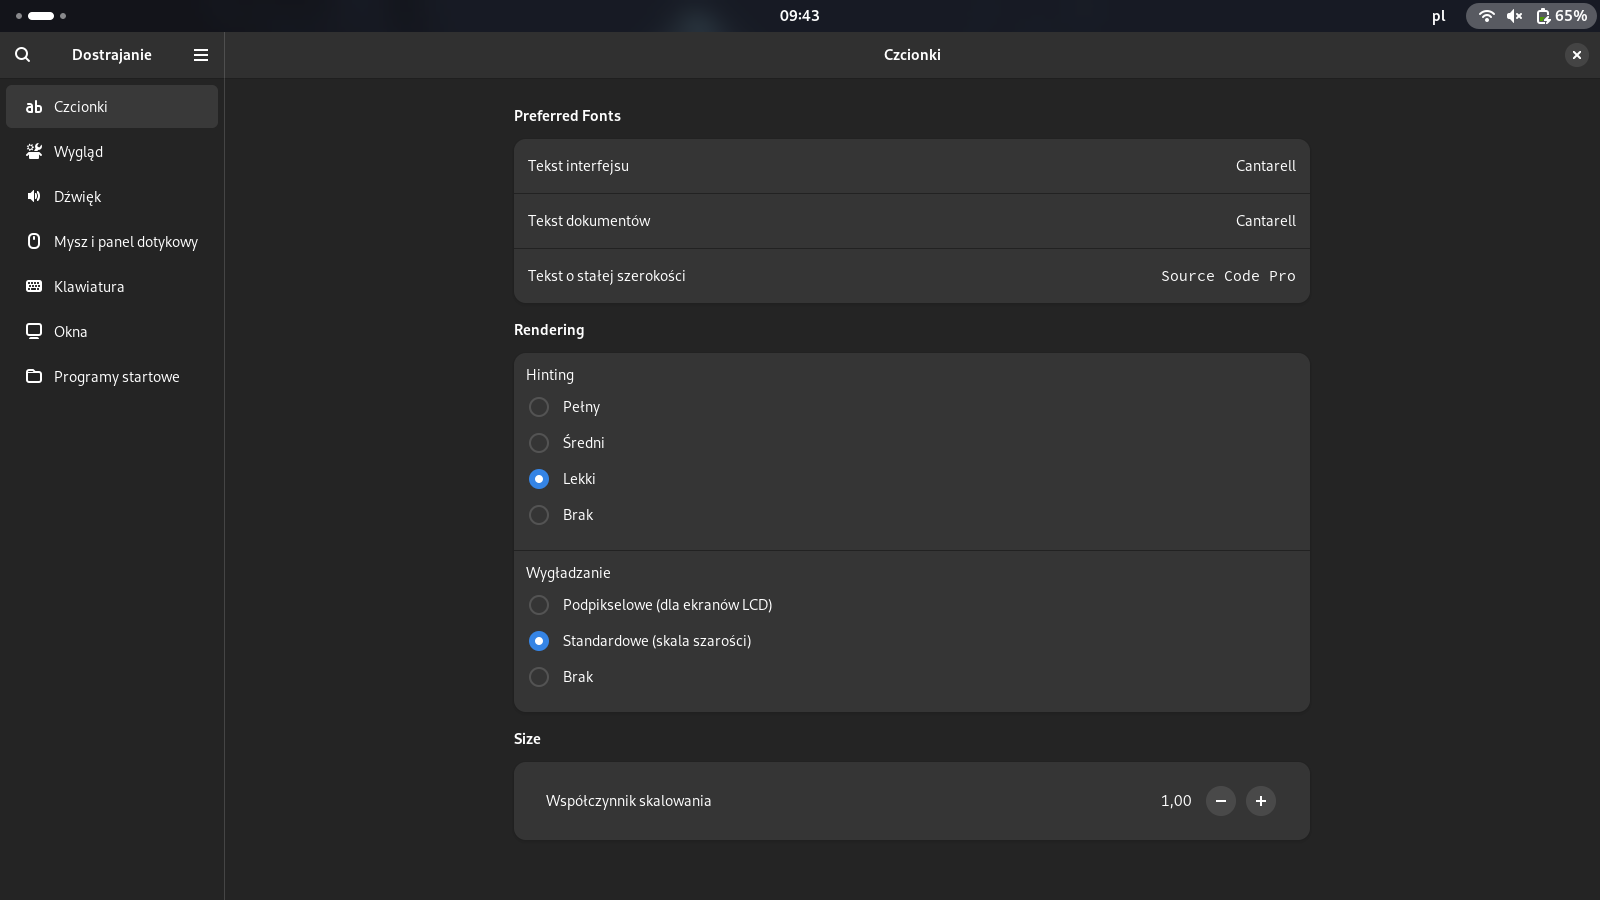 09:43
pl
65%
Dostrajanie
Czcionki
Czcionki
Wygląd
Dźwięk
Mysz i panel dotykowy
Klawiatura
Okna
Programy startowe
Preferred Fonts
Tekst interfejsu Cantarell
Tekst dokumentów Cantarell
Tekst o stałej szerokości Source Code Pro
Rendering
Hinting
Pełny
Średni
Lekki
Brak
Wygładzanie
Podpikselowe (dla ekranów LCD)
Standardowe (skala szarości)
Brak
Size
Współczynnik skalowania 1,00